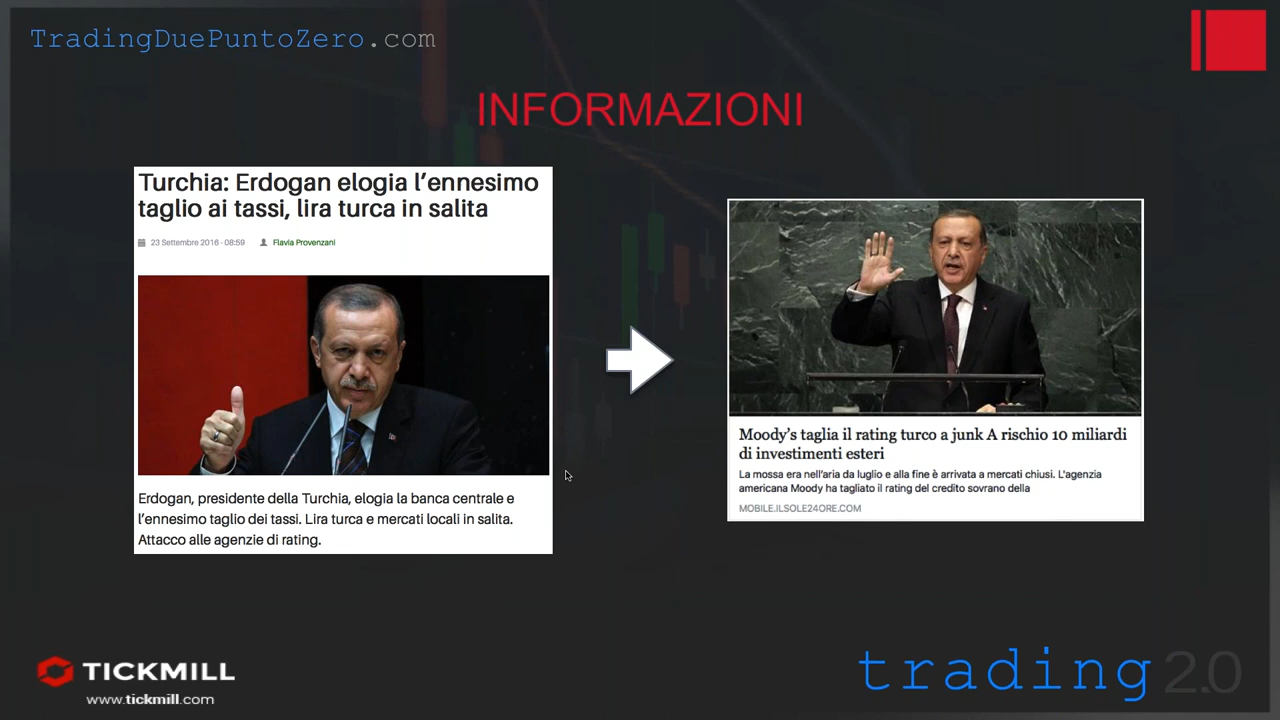 TradingDuePuntoZero.com
INFORMAZIONI
Turchia: Erdogan elogia l’ennesimo
taglio ai tassi, lira turca in salita
23 Settembre 2016 - 08:59 Flavia Provenzani
Erdogan, presidente della Turchia, elogia la banca centrale e
l’ennesimo taglio dei tassi. Lira turca e mercati locali in salita.
Attacco alle agenzie di rating.
Moody’s taglia il rating turco a junk A rischio 10 miliardi
di investimenti esteri
La mossa era nell’aria da luglio e alla fine è arrivata a mercati chiusi. L'agenzia
americana Moody ha tagliato il rating del credito sovrano della
MOBILE.ILSOLE24ORE.COM
TICKMILL
www.tickmill.com
trading 2.0